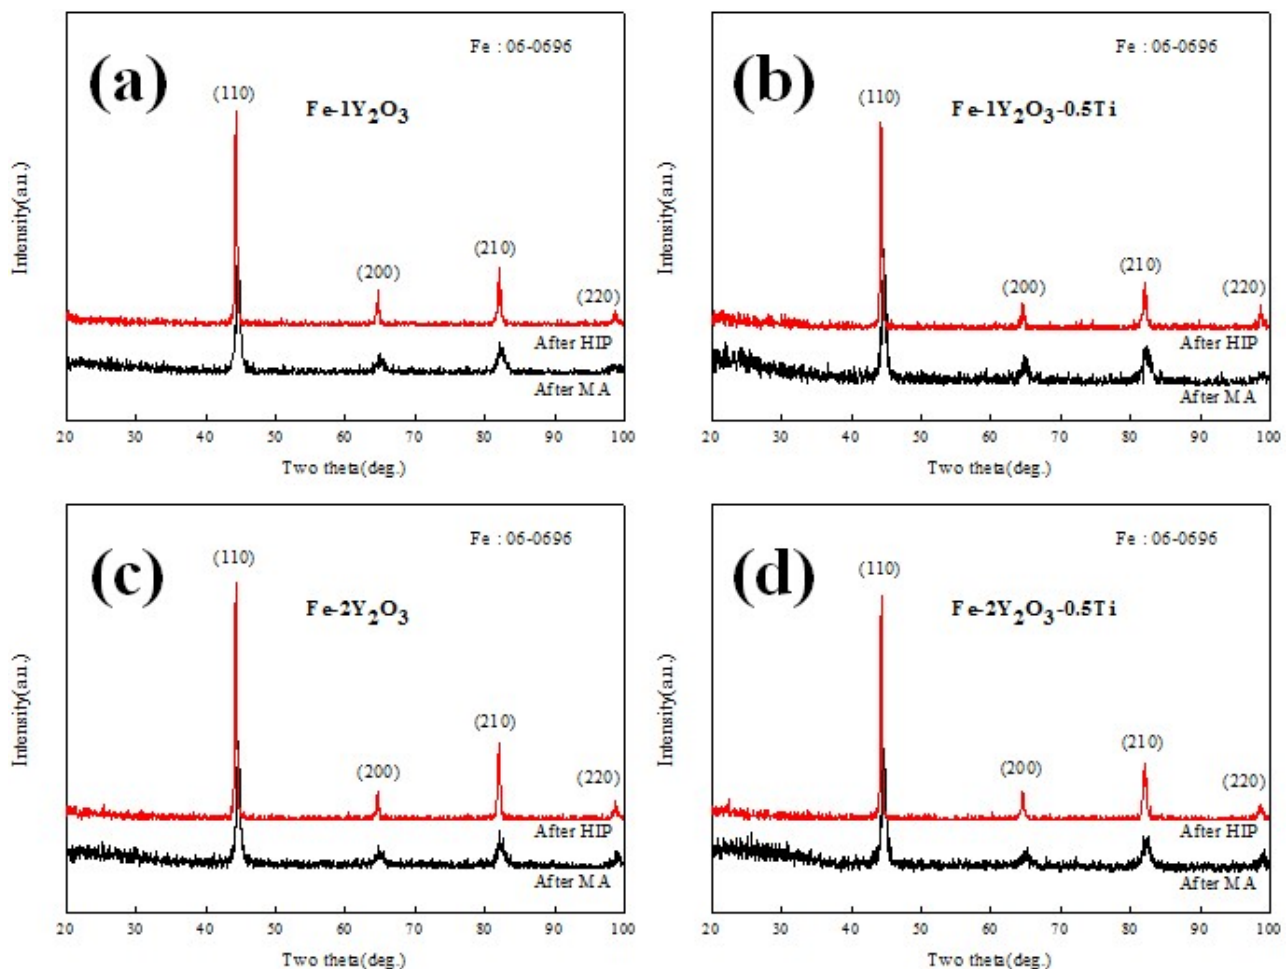 (a)
Fe : 06-0696
(110)
Fe-1Y2O3
(200)
(210)
(220)
After HIP
After MA
Intensity(a.u.)
20 30 40 50 60 70 80 90 100
Two theta(deg.)
(b)
Fe : 06-0696
(110)
Fe-1Y2O3-0.5Ti
(200)
(210)
(220)
After HIP
After MA
Intensity(a.u.)
20 30 40 50 60 70 80 90 100
Two theta(deg.)
(c)
Fe : 06-0696
(110)
Fe-2Y2O3
(200)
(210)
(220)
After HIP
After MA
Intensity(a.u.)
20 30 40 50 60 70 80 90 100
Two theta(deg.)
(d)
Fe : 06-0696
(110)
Fe-2Y2O3-0.5Ti
(200)
(210)
(220)
After HIP
After MA
Intensity(a.u.)
20 30 40 50 60 70 80 90 100
Two theta(deg.)